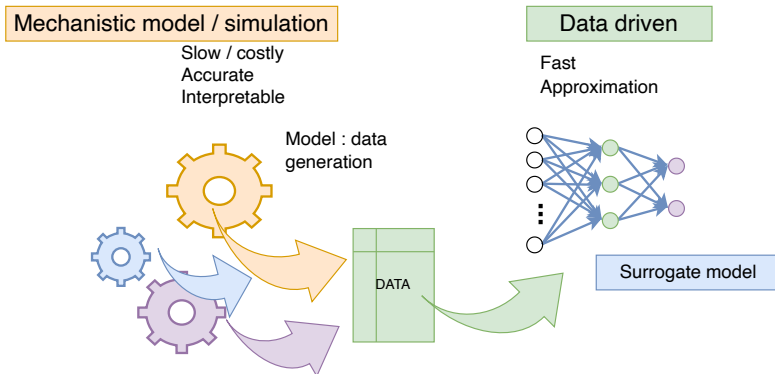 Mechanistic model / simulation
Slow / costly
Accurate
Interpretable
Model : data
generation
DATA
Data driven
Fast
Approximation
Surrogate model